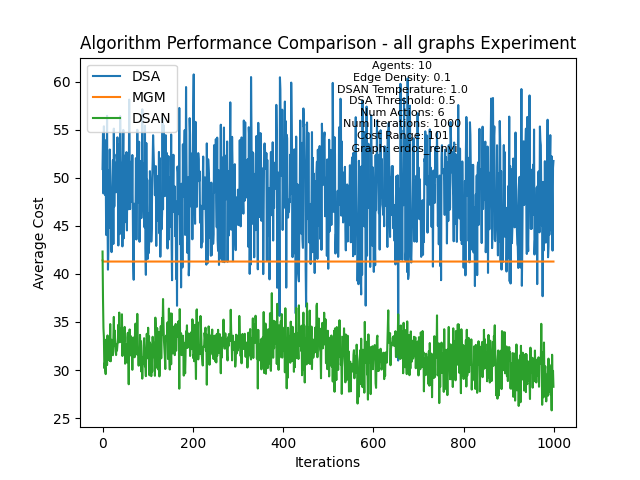 Algorithm Performance Comparison - all graphs Experiment
DSA
MGM
DSAN
Agents: 10
Edge Density: 0.1
DSAN Temperature: 1.0
DSA Threshold: 0.5
Num Actions: 6
Num Iterations: 1000
Cost Range: 101
Graph: erdos_renyi
Average Cost
60
55
50
45
40
35
30
25
0
200
400
600
800
1000
Iterations